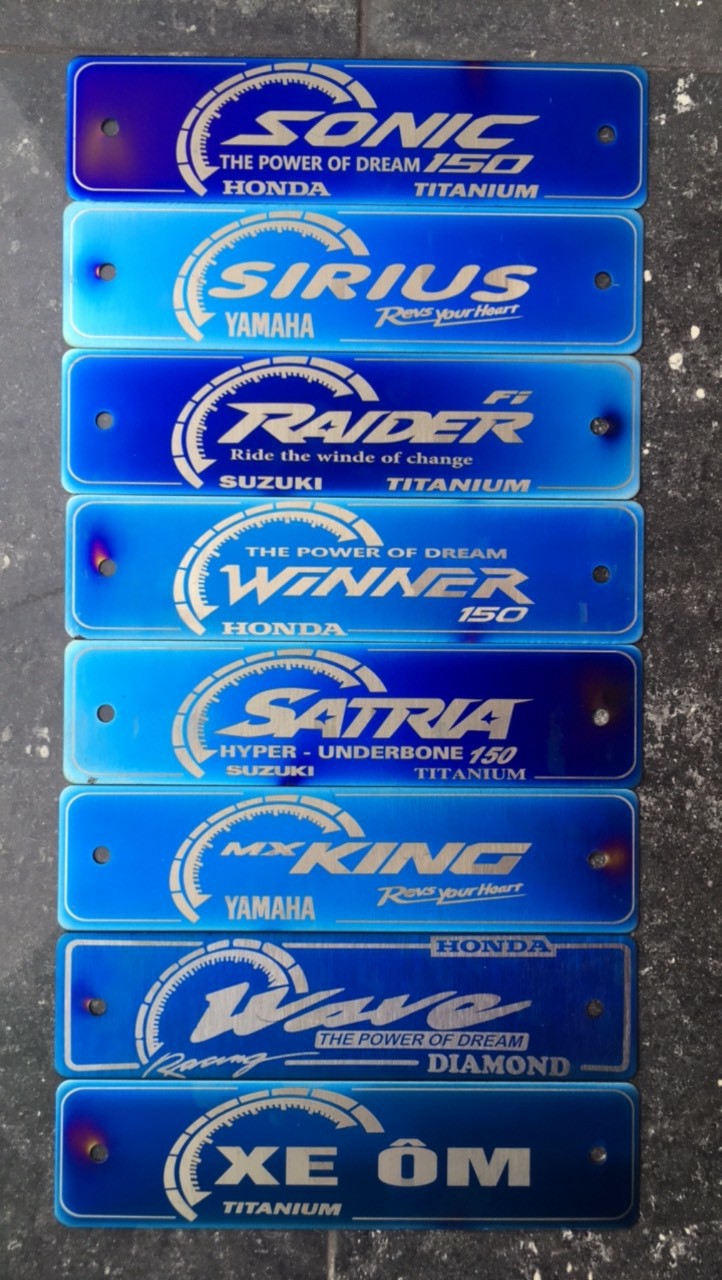 SONIC
THE POWER OF DREAM 150
HONDA TITANIUM
SIRIUS
YAMAHA Revs your Heart
Fi
RAIDER
Ride the winde of change
SUZUKI TITANIUM
THE POWER OF DREAM
WINNER
150
HONDA
SATRIA
HYPER - UNDERBONE 150
SUZUKI TITANIUM
MX KING
Revs your Heart
YAMAHA
HONDA
Wave
THE POWER OF DREAM
Racing DIAMOND
XE ÔM
TITANIUM